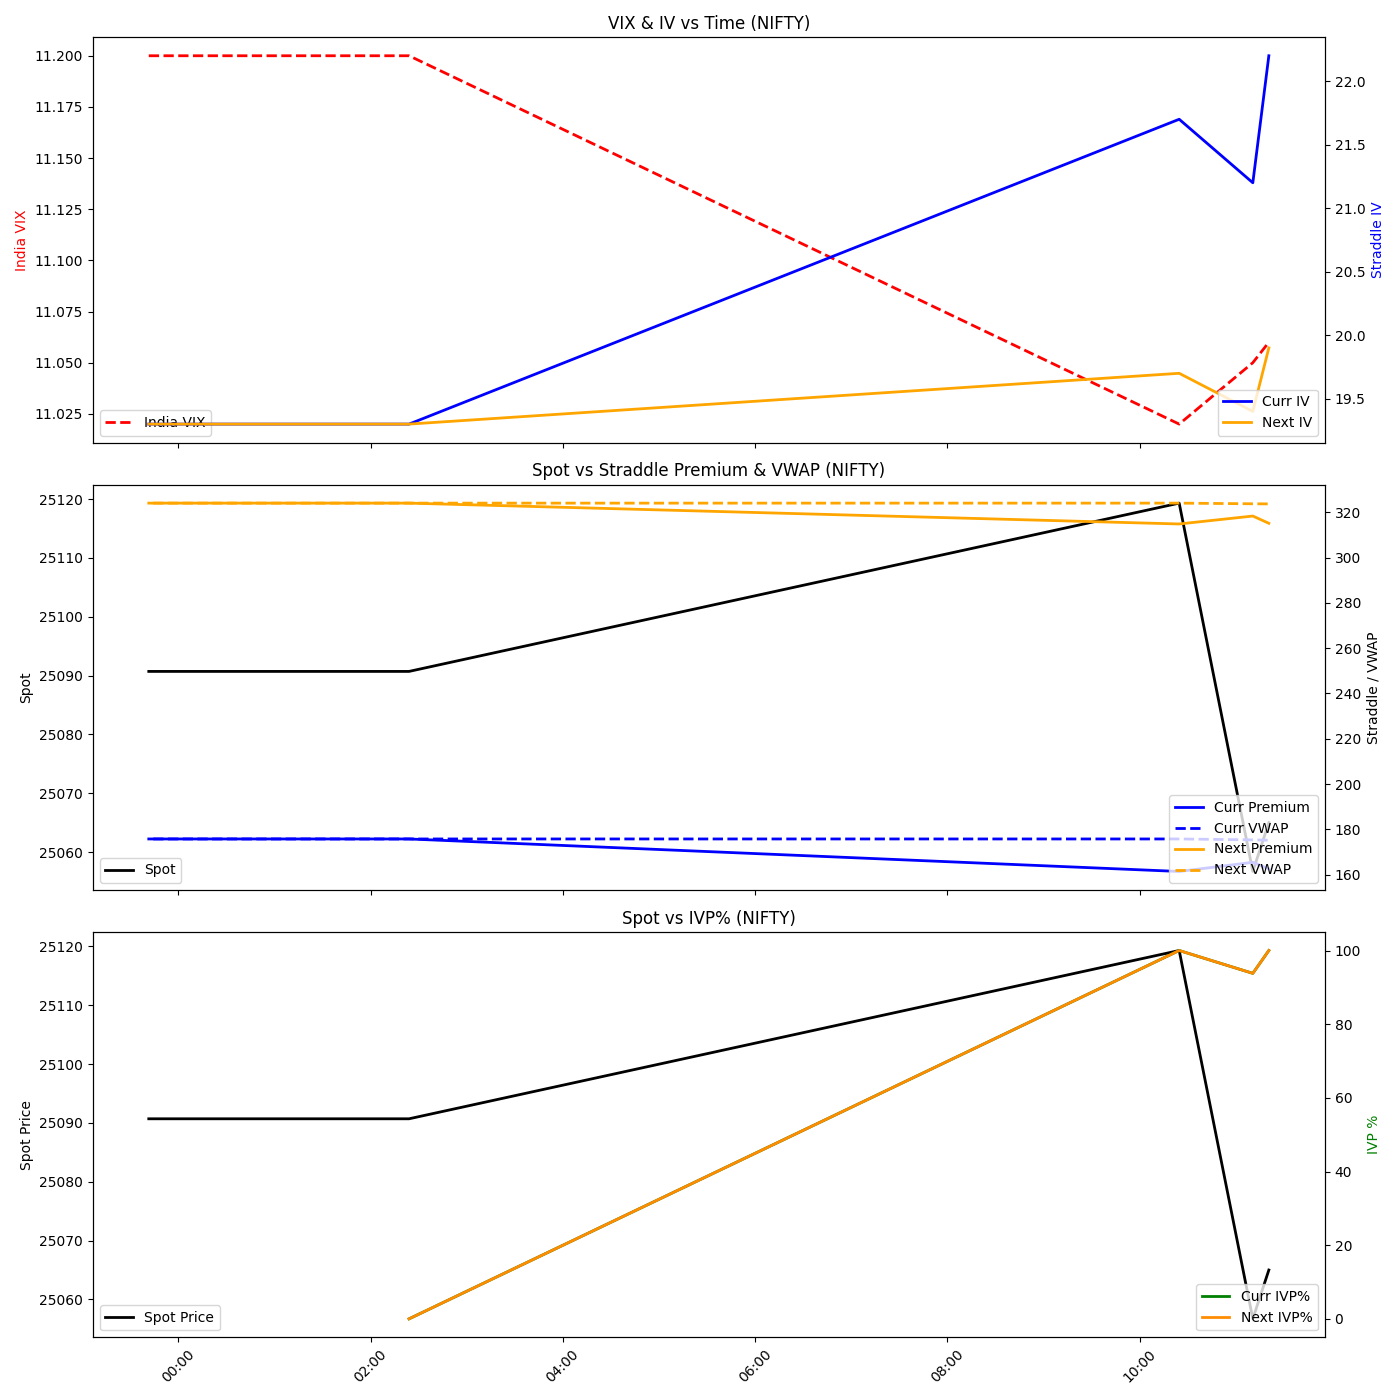 VIX & IV vs Time (NIFTY)
11.200
11.175
11.150
11.125
11.100
11.075
11.050
11.025
India VIX
22.0
21.5
21.0
20.5
20.0
19.5
Straddle IV
India VIX
Curr IV
Next IV
Spot vs Straddle Premium & VWAP (NIFTY)
25120
25110
25100
25090
25080
25070
25060
Spot
320
300
280
260
240
220
200
180
160
Straddle / VWAP
Spot
Curr Premium
Curr VWAP
Next Premium
Next VWAP
Spot vs IVP% (NIFTY)
25120
25110
25100
25090
25080
25070
25060
Spot Price
100
80
60
40
20
0
IVP %
Spot Price
Curr IVP%
Next IVP%
00:00
02:00
04:00
06:00
08:00
10:00